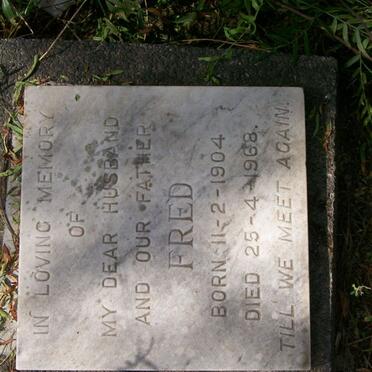 IN LOVING MEMORY
OF
MY DEAR HUSBAND
AND OUR FATHER
FRED
BORN 11-2-1904
DIED 25-4-1968.
TILL WE MEET AGAIN.